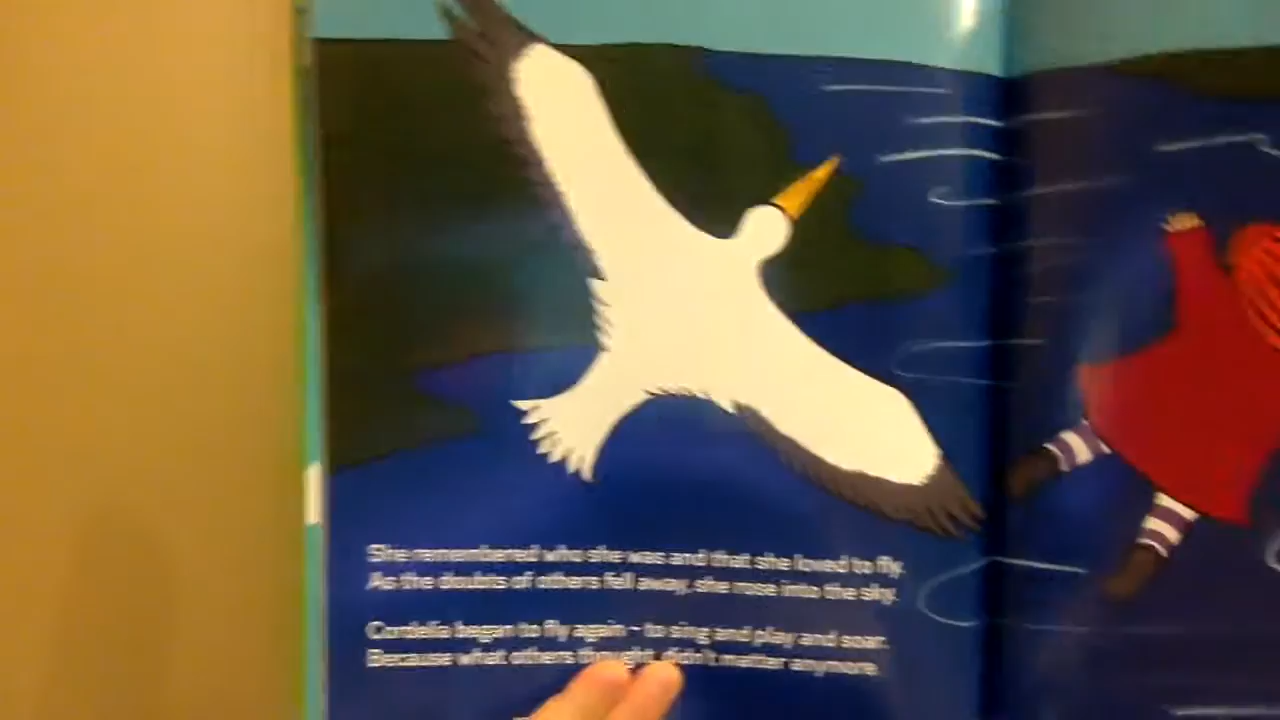 She remembered who she was and that she loved to fly.
As the doubts of others fell away, she rose into the sky.
Cordelia began to fly again - to sing and play and soar.
Because what others thought didn't matter anymore.